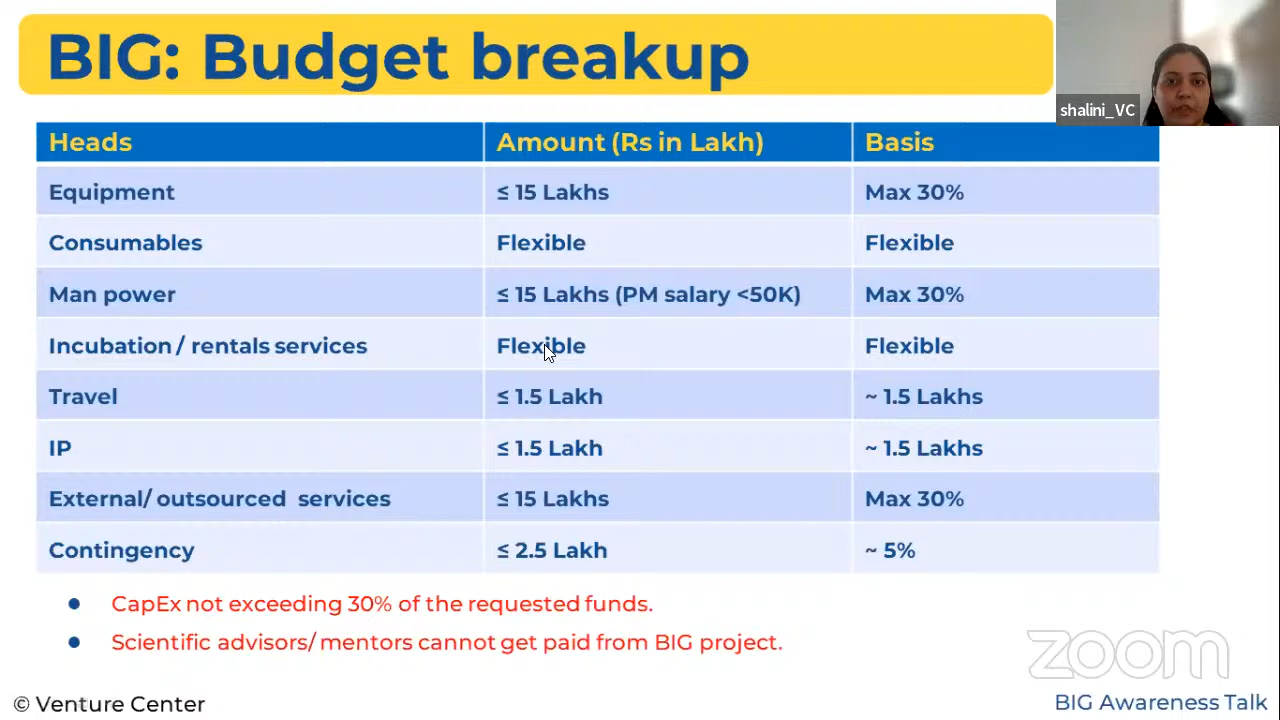 BIG: Budget breakup
shalini_VC
Heads Amount (Rs in Lakh) Basis
Equipment ≤ 15 Lakhs Max 30%
Consumables Flexible Flexible
Man power ≤ 15 Lakhs (PM salary <50K) Max 30%
Incubation / rentals services Flexible Flexible
Travel ≤ 1.5 Lakh ~ 1.5 Lakhs
IP ≤ 1.5 Lakh ~ 1.5 Lakhs
External/ outsourced services ≤ 15 Lakhs Max 30%
Contingency ≤ 2.5 Lakh ~ 5%
● CapEx not exceeding 30% of the requested funds.
● Scientific advisors/ mentors cannot get paid from BIG project.
zoom
© Venture Center
BIG Awareness Talk